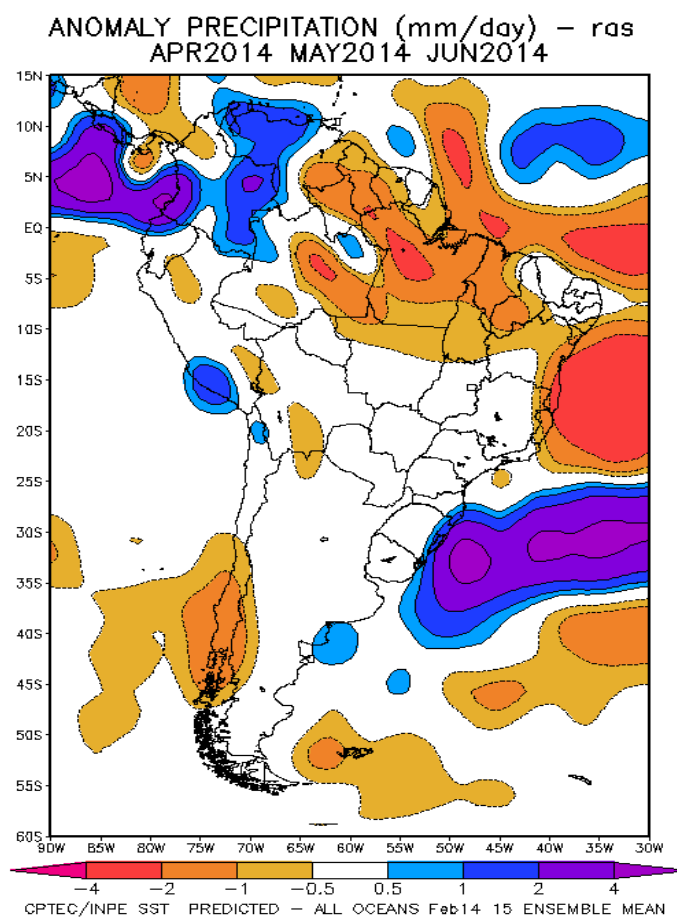 ANOMALY PRECIPITATION (mm/day) – ras
APR2014 MAY2014 JUN2014
15N
10N
5N
EQ
5S
10S
15S
20S
25S
30S
35S
40S
45S
50S
55S
60S
90W 85W 80W 75W 70W 65W 60W 55W 50W 45W 40W 35W 30W
−4 −2 −1 −0.5 0.5 1 2 4
CPTEC/INPE SST PREDICTED – ALL OCEANS Feb14 15 ENSEMBLE MEAN